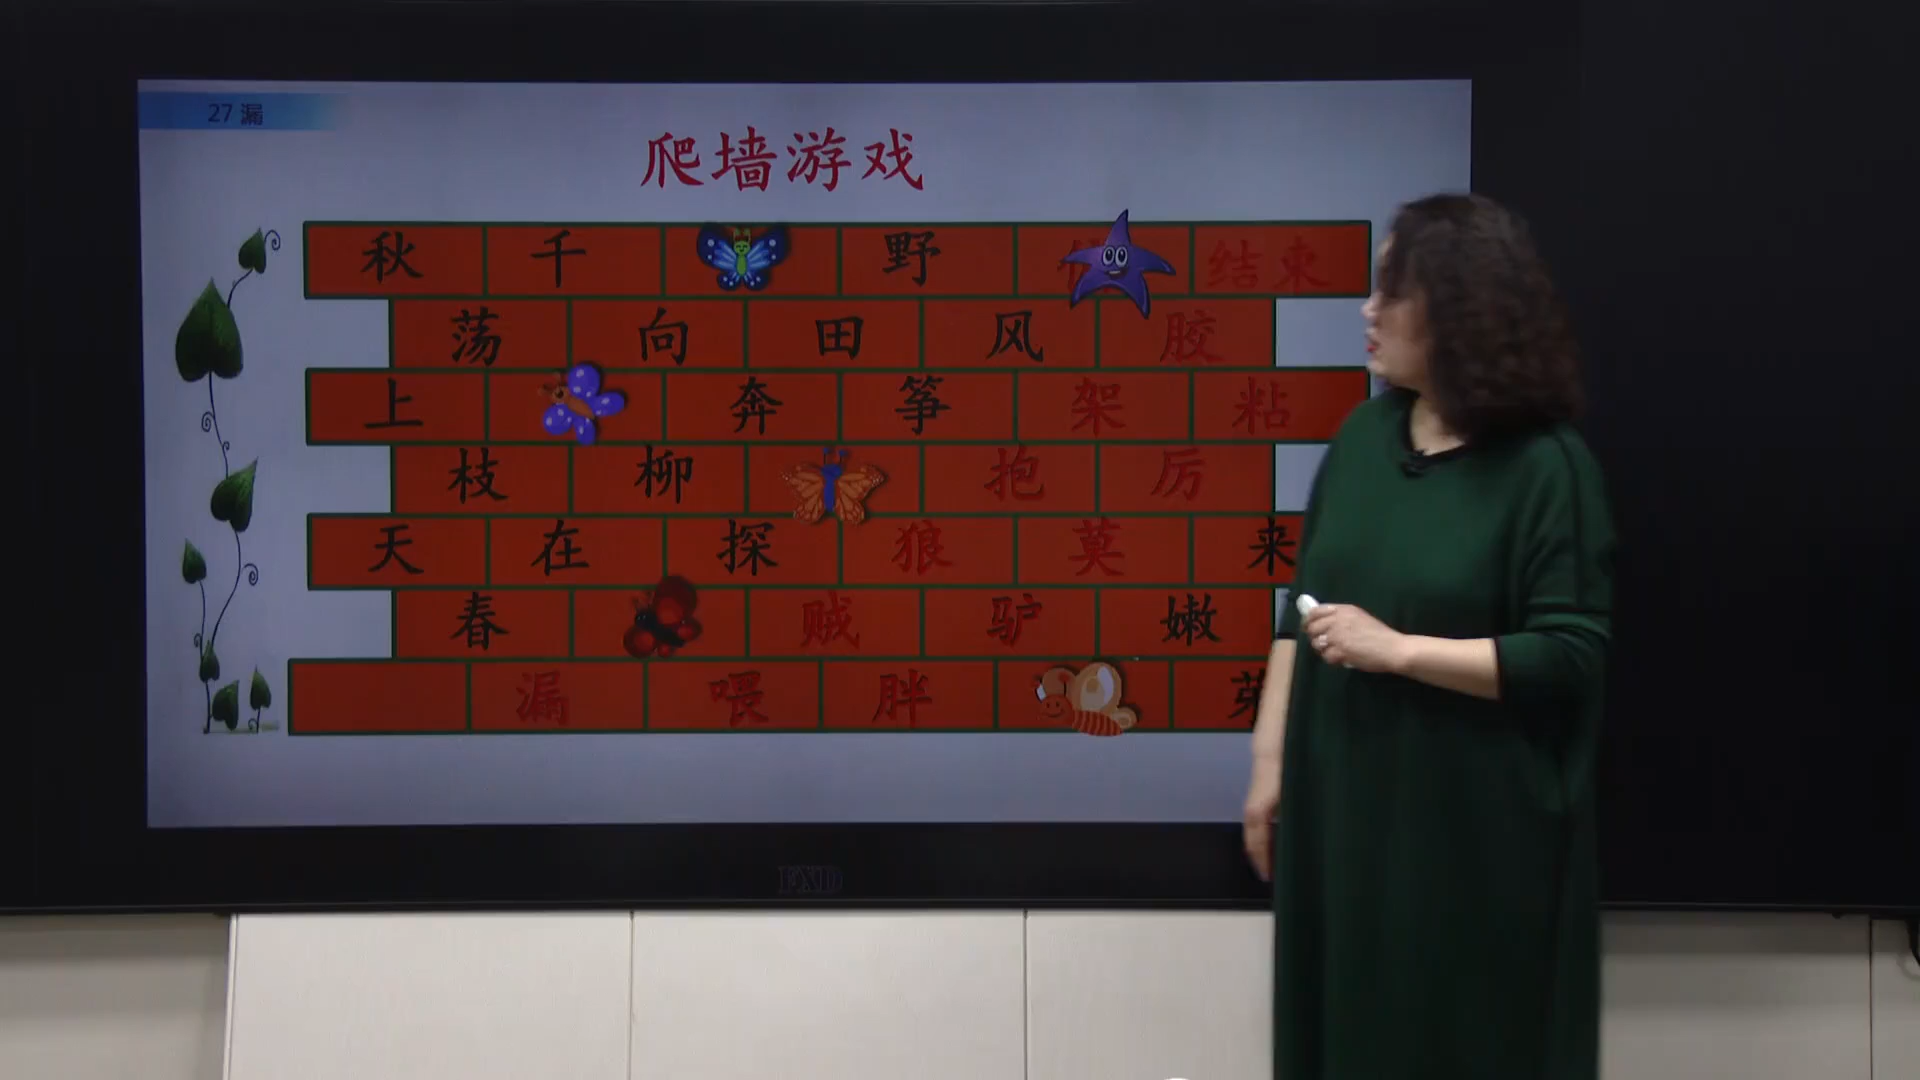 27 漏
爬墙游戏
秋 千 野 结束
荡 向 田 风 胶
上 奔 筝 架 粘
枝 柳 抱 厉
天 在 探 狼 莫 来
春 贼 驴 嫩
漏 喂 胖
FXD